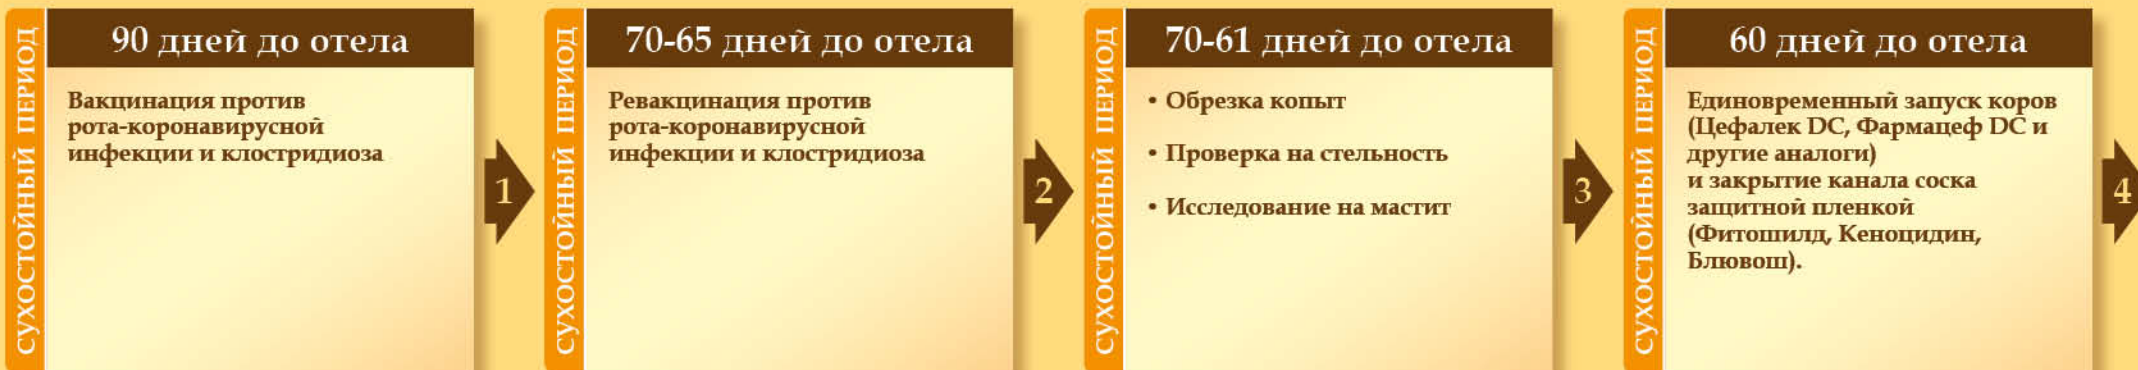 СУХОСТОЙНЫЙ ПЕРИОД
90 дней до отела
Вакцинация против
рота-коронавирусной
инфекции и клостридиоза
1
СУХОСТОЙНЫЙ ПЕРИОД
70-65 дней до отела
Ревакцинация против
рота-коронавирусной
инфекции и клостридиоза
2
СУХОСТОЙНЫЙ ПЕРИОД
70-61 дней до отела
• Обрезка копыт
• Проверка на стельность
• Исследование на мастит
3
СУХОСТОЙНЫЙ ПЕРИОД
60 дней до отела
Единовременный запуск коров
(Цефалек DC, Фармацеф DC и
другие аналоги)
и закрытие канала соска
защитной пленкой
(Фитошилд, Кеноцидин,
Блювош).
4